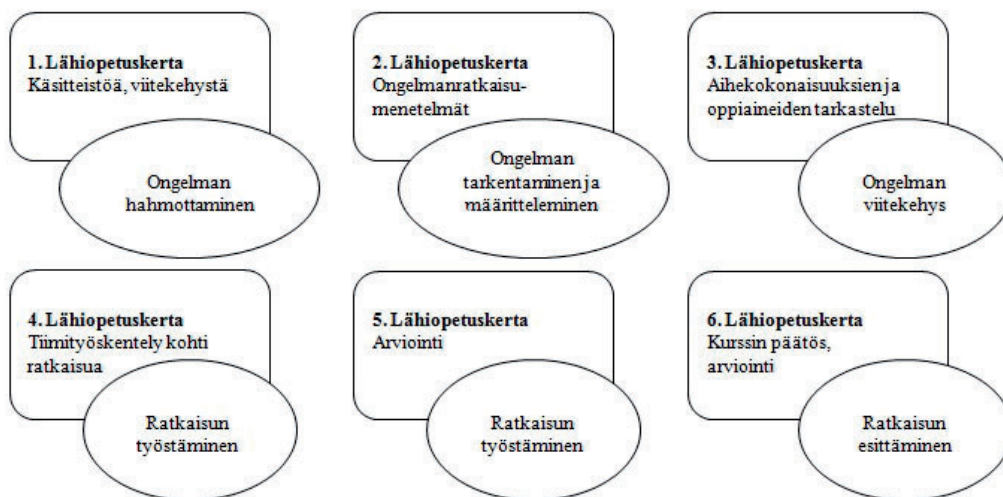 1. Lähiopetuskerta
Käsitteistöä, viitekehystä
Ongelman
hahmottaminen
2. Lähiopetuskerta
Ongelmanratkaisu-
menetelmät
Ongelman
tarkentaminen ja
määritteleminen
3. Lähiopetuskerta
Aihekokonaisuuksien ja
oppiaineiden tarkastelu
Ongelman
viitekehys
4. Lähiopetuskerta
Tiimityöskentely kohti
ratkaisua
Ratkaisun
työstäminen
5. Lähiopetuskerta
Arviointi
Ratkaisun
työstäminen
6. Lähiopetuskerta
Kurssin päätös,
arviointi
Ratkaisun
esittäminen